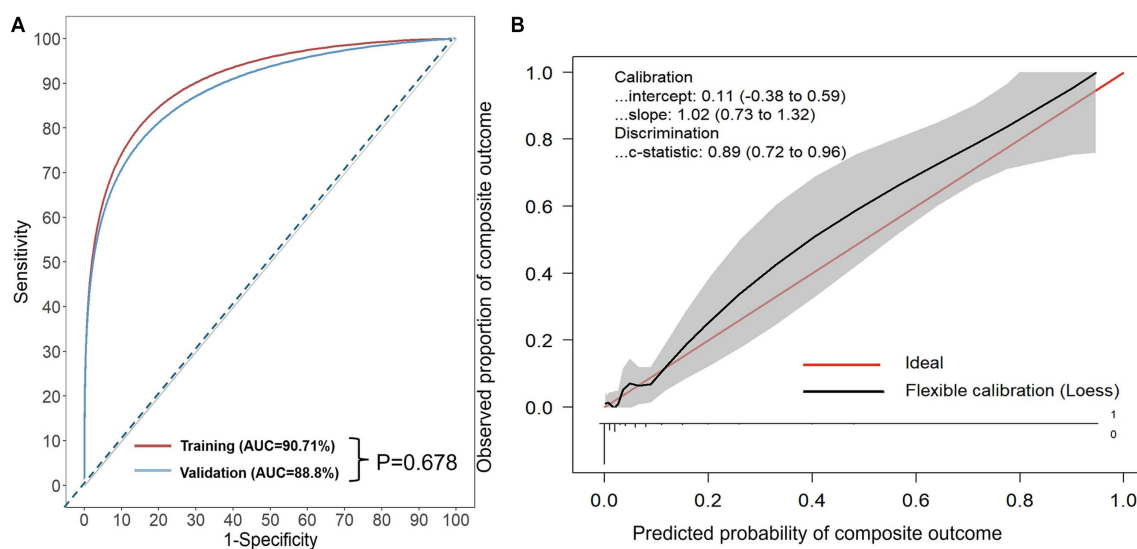 A
100
90
80
70
60
50
40
30
20
10
0
Sensitivity
0 10 20 30 40 50 60 70 80 90 100
1-Specificity
Training (AUC=90.71%)
Validation (AUC=88.8%)
P=0.678
B
Observed proportion of composite outcome
1.0
0.8
0.6
0.4
0.2
0.0
Calibration
...intercept: 0.11 (-0.38 to 0.59)
...slope: 1.02 (0.73 to 1.32)
Discrimination
...c-statistic: 0.89 (0.72 to 0.96)
Ideal
Flexible calibration (Loess)
1
0
0.0 0.2 0.4 0.6 0.8 1.0
Predicted probability of composite outcome